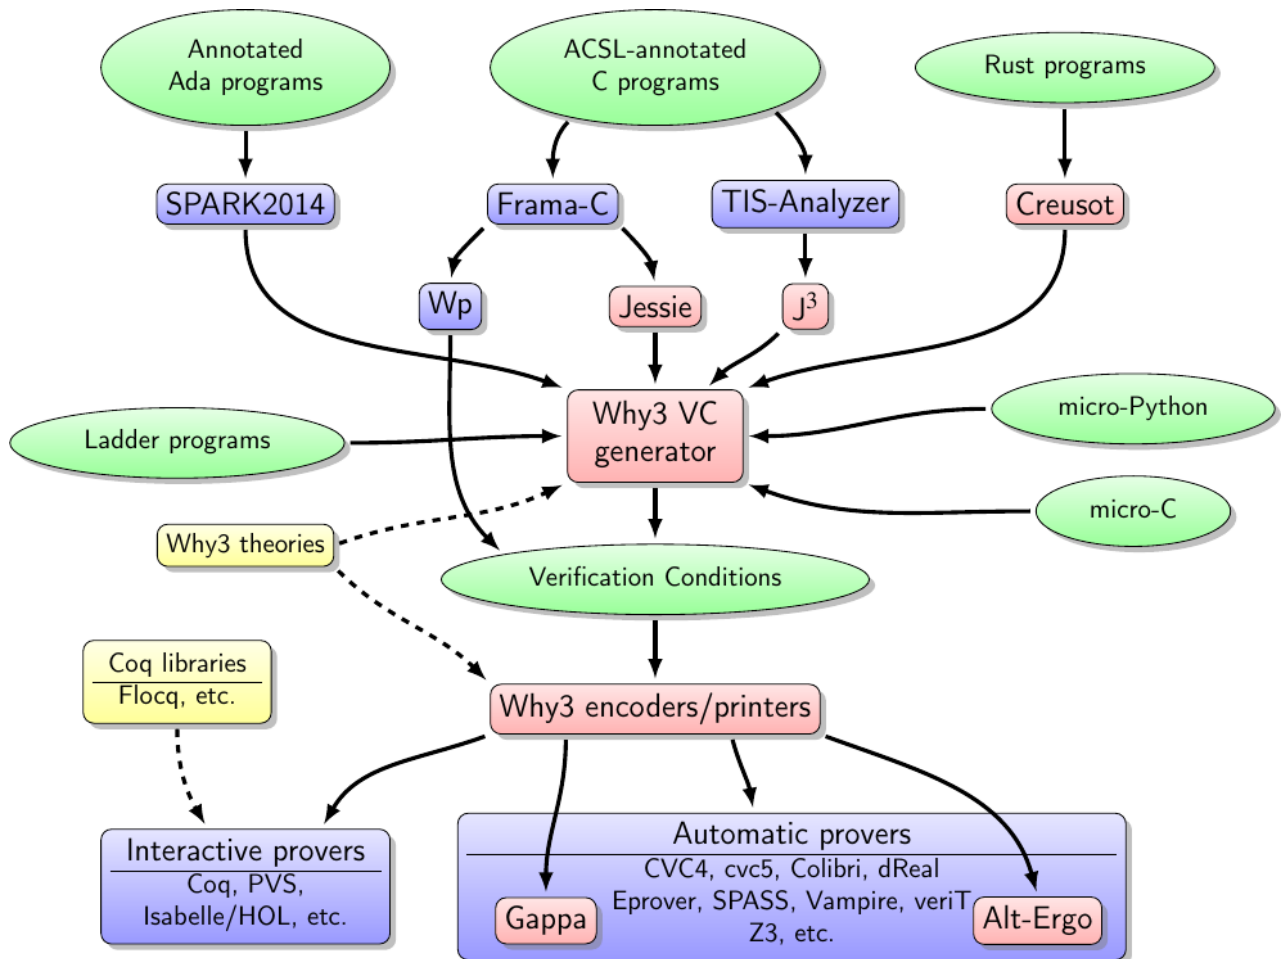 Annotated
Ada programs
ACSL-annotated
C programs
Rust programs
SPARK2014
Frama-C
TIS-Analyzer
Creusot
Wp
Jessie
J³
Why3 VC
generator
micro-Python
Ladder programs
micro-C
Why3 theories
Verification Conditions
Coq libraries
Flocq, etc.
Why3 encoders/printers
Interactive provers
Coq, PVS,
Isabelle/HOL, etc.
Automatic provers
CVC4, cvc5, Colibri, dReal
Eprover, SPASS, Vampire, veriT
Z3, etc.
Gappa
Alt-Ergo